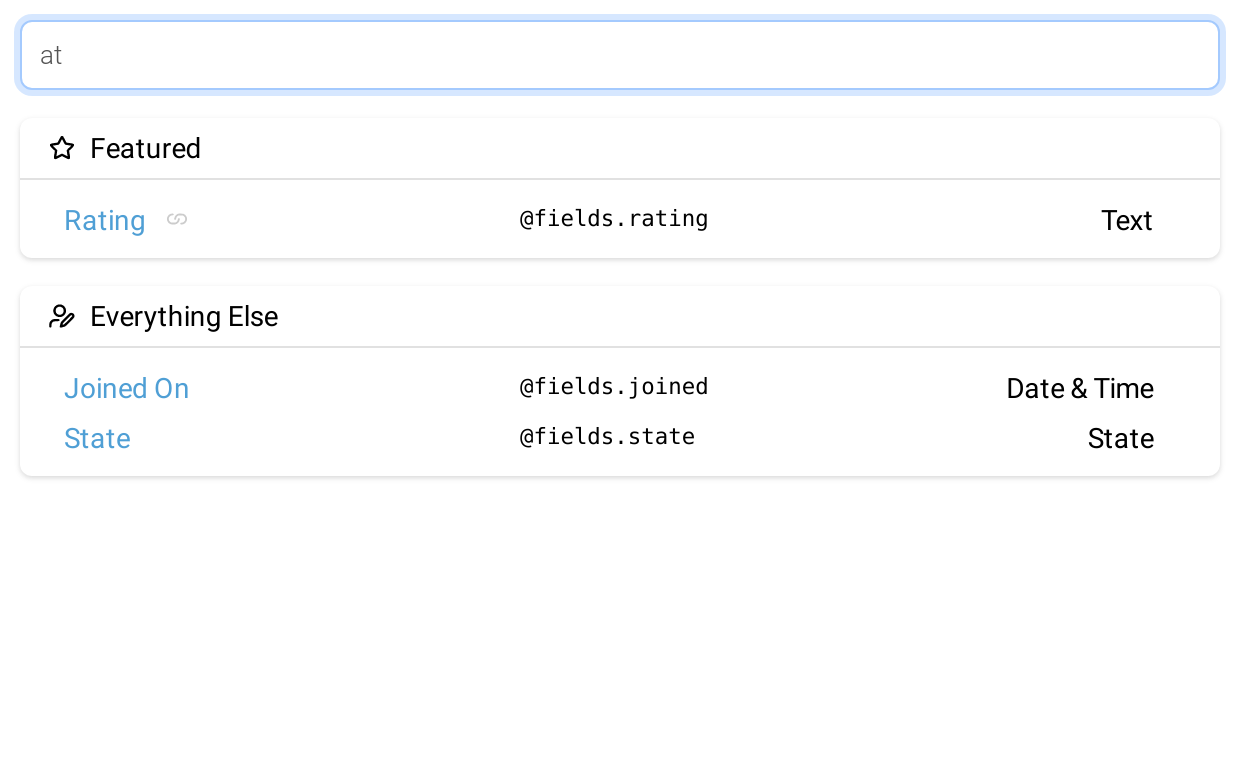 at
Featured
Rating @fields.rating Text
Everything Else
Joined On @fields.joined Date & Time
State @fields.state State